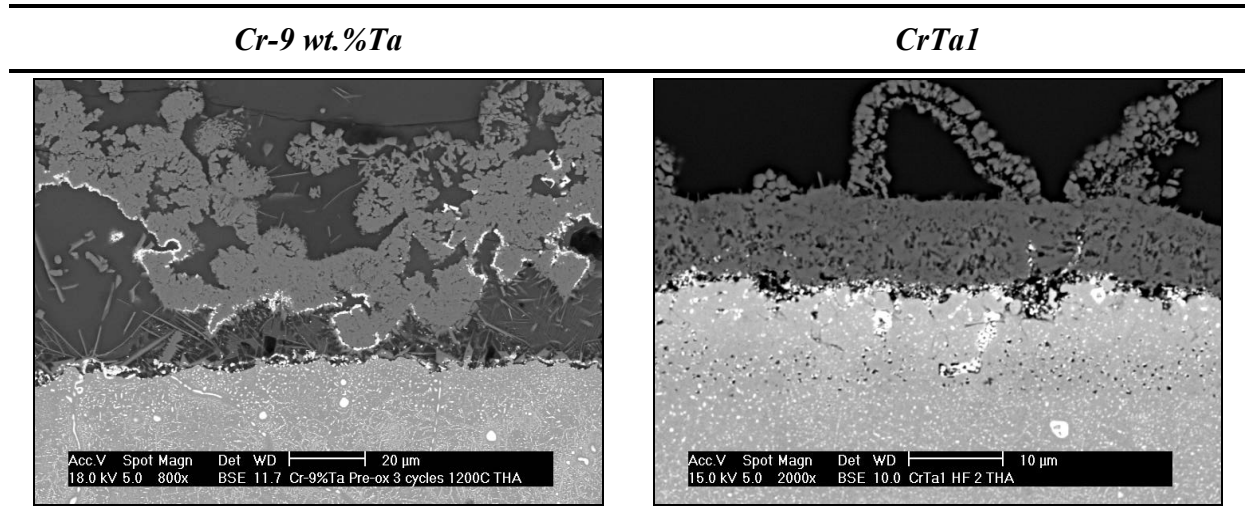 Cr-9 wt.%Ta
CrTa1
Acc.V Spot Magn Det WD 20 µm
18.0 kV 5.0 800x BSE 11.7 Cr-9%Ta Pre-ox 3 cycles 1200C THA
Acc.V Spot Magn Det WD 10 µm
15.0 kV 5.0 2000x BSE 10.0 CrTa1 HF 2 THA